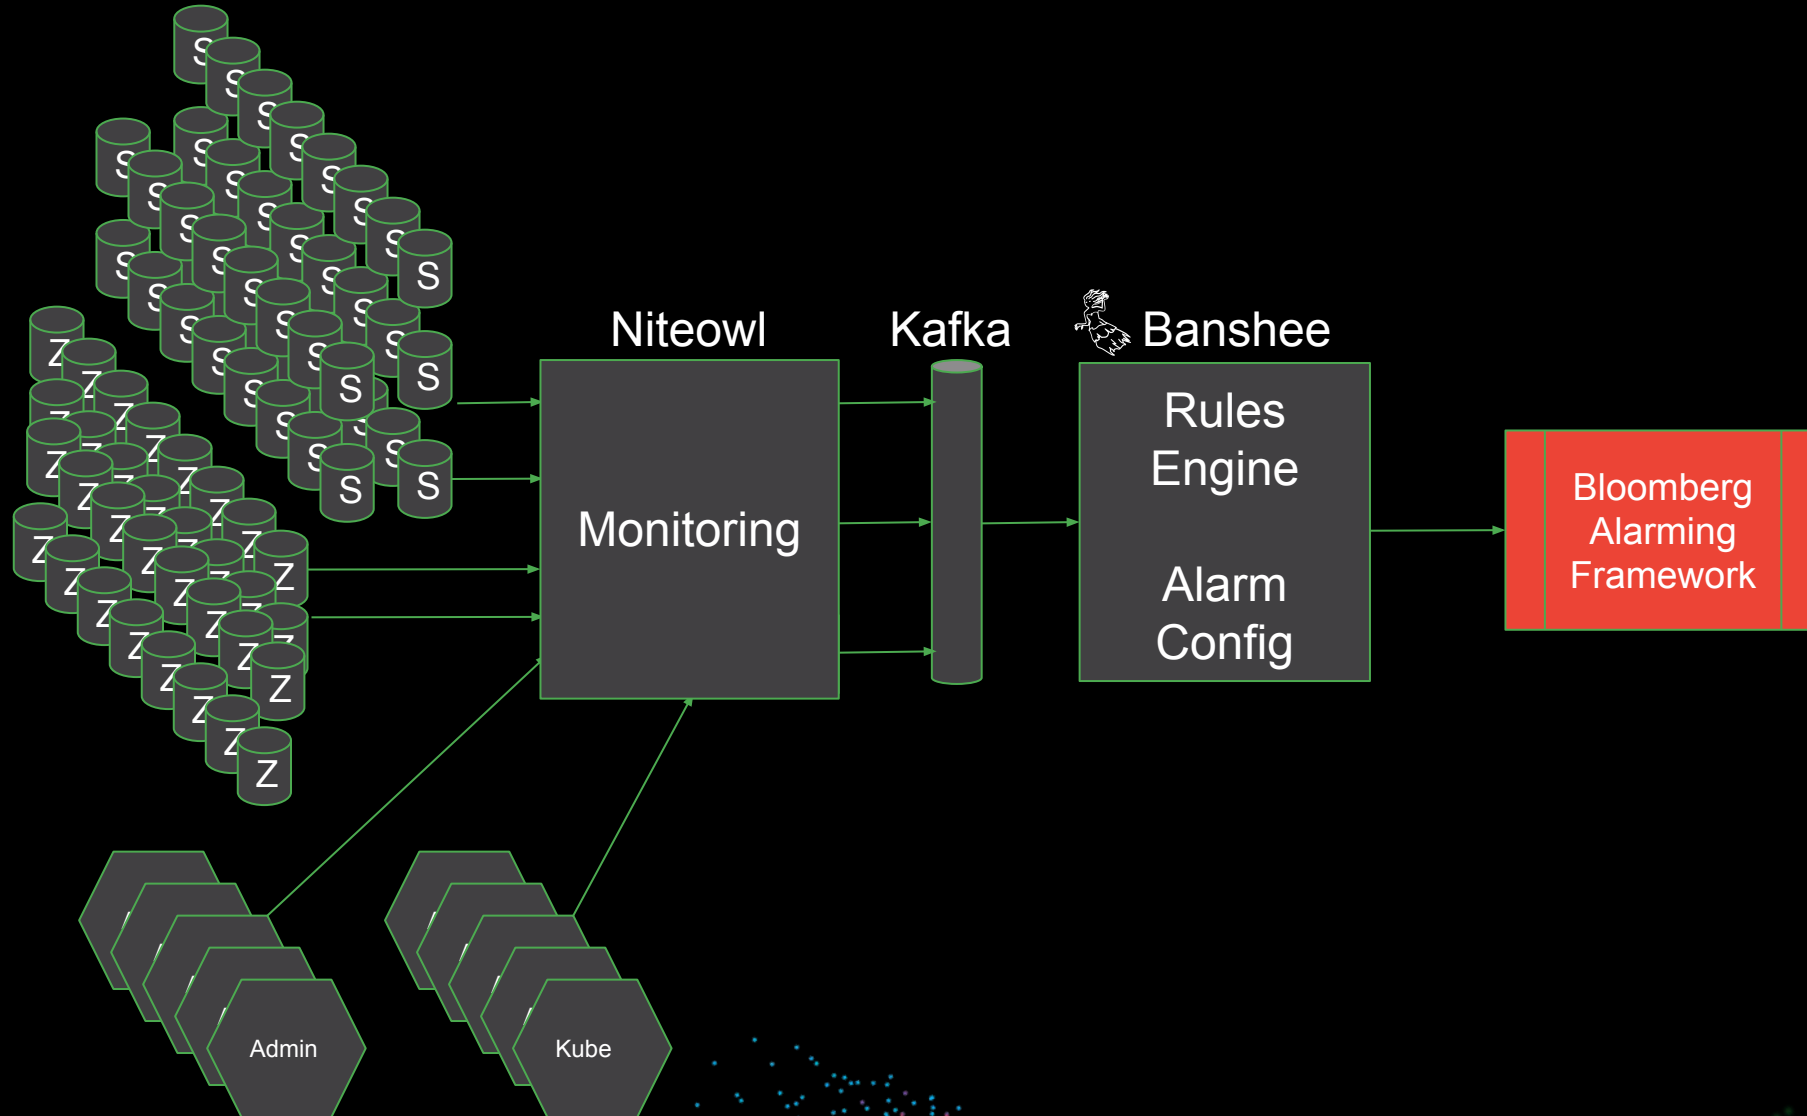 S S S S S S S S
S S S S S S S S
S S S S S S S S
S S S S S S S S
S S S
Z Z Z Z Z Z Z Z
Z Z Z Z Z Z Z Z
Z Z Z Z Z Z Z Z
Z Z Z Z Z Z Z Z
Niteowl
Monitoring
Kafka
Banshee
Rules
Engine
Alarm
Config
Bloomberg
Alarming
Framework
Admin
Kube